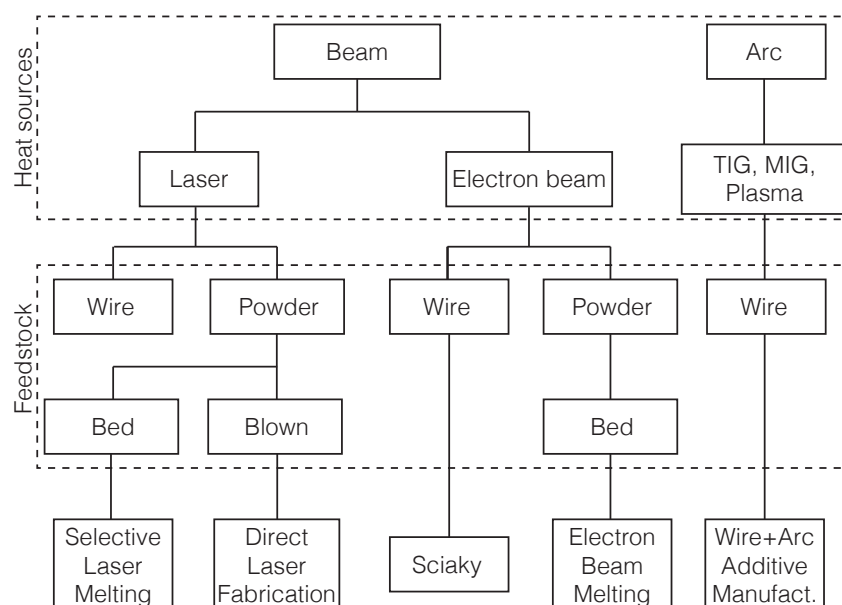 Heat sources
Beam
Arc
Laser
Electron beam
TIG, MIG,
Plasma
Feedstock
Wire
Powder
Wire
Powder
Wire
Bed
Blown
Bed
Selective
Laser
Melting
Direct
Laser
Fabrication
Sciaky
Electron
Beam
Melting
Wire+Arc
Additive
Manufact.